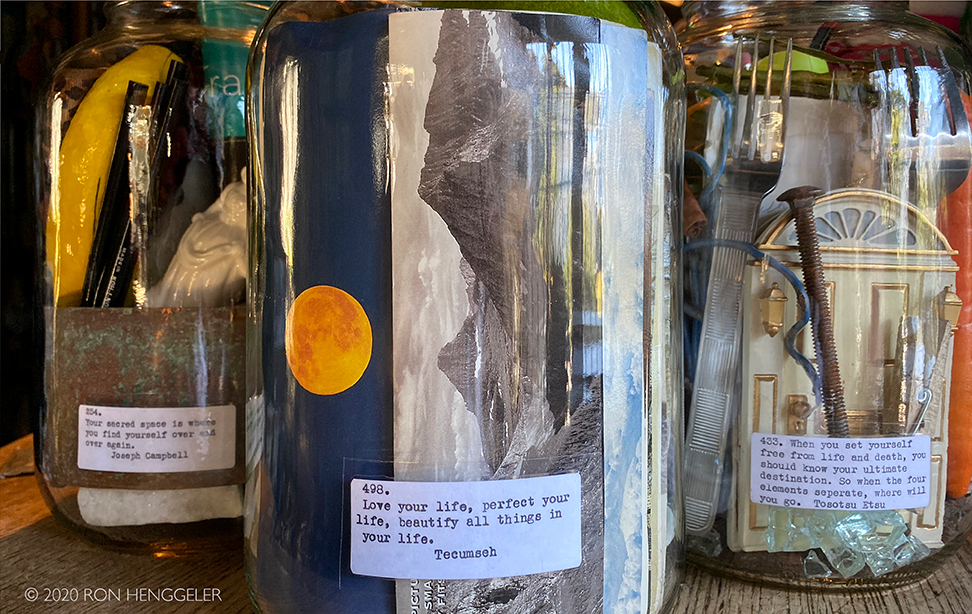 ra
254.
Your sacred space is where
you find yourself over and
over again.
Joseph Campbell
498.
Love your life, perfect your
life, beautify all things in
your life.
Tecumseh
433. When you set yourself
free from life and death, you
should know your ultimate
destination. So when the four
elements seperate, where will
you go. Tosotsu Etsu
© 2020 RON HENGGELER